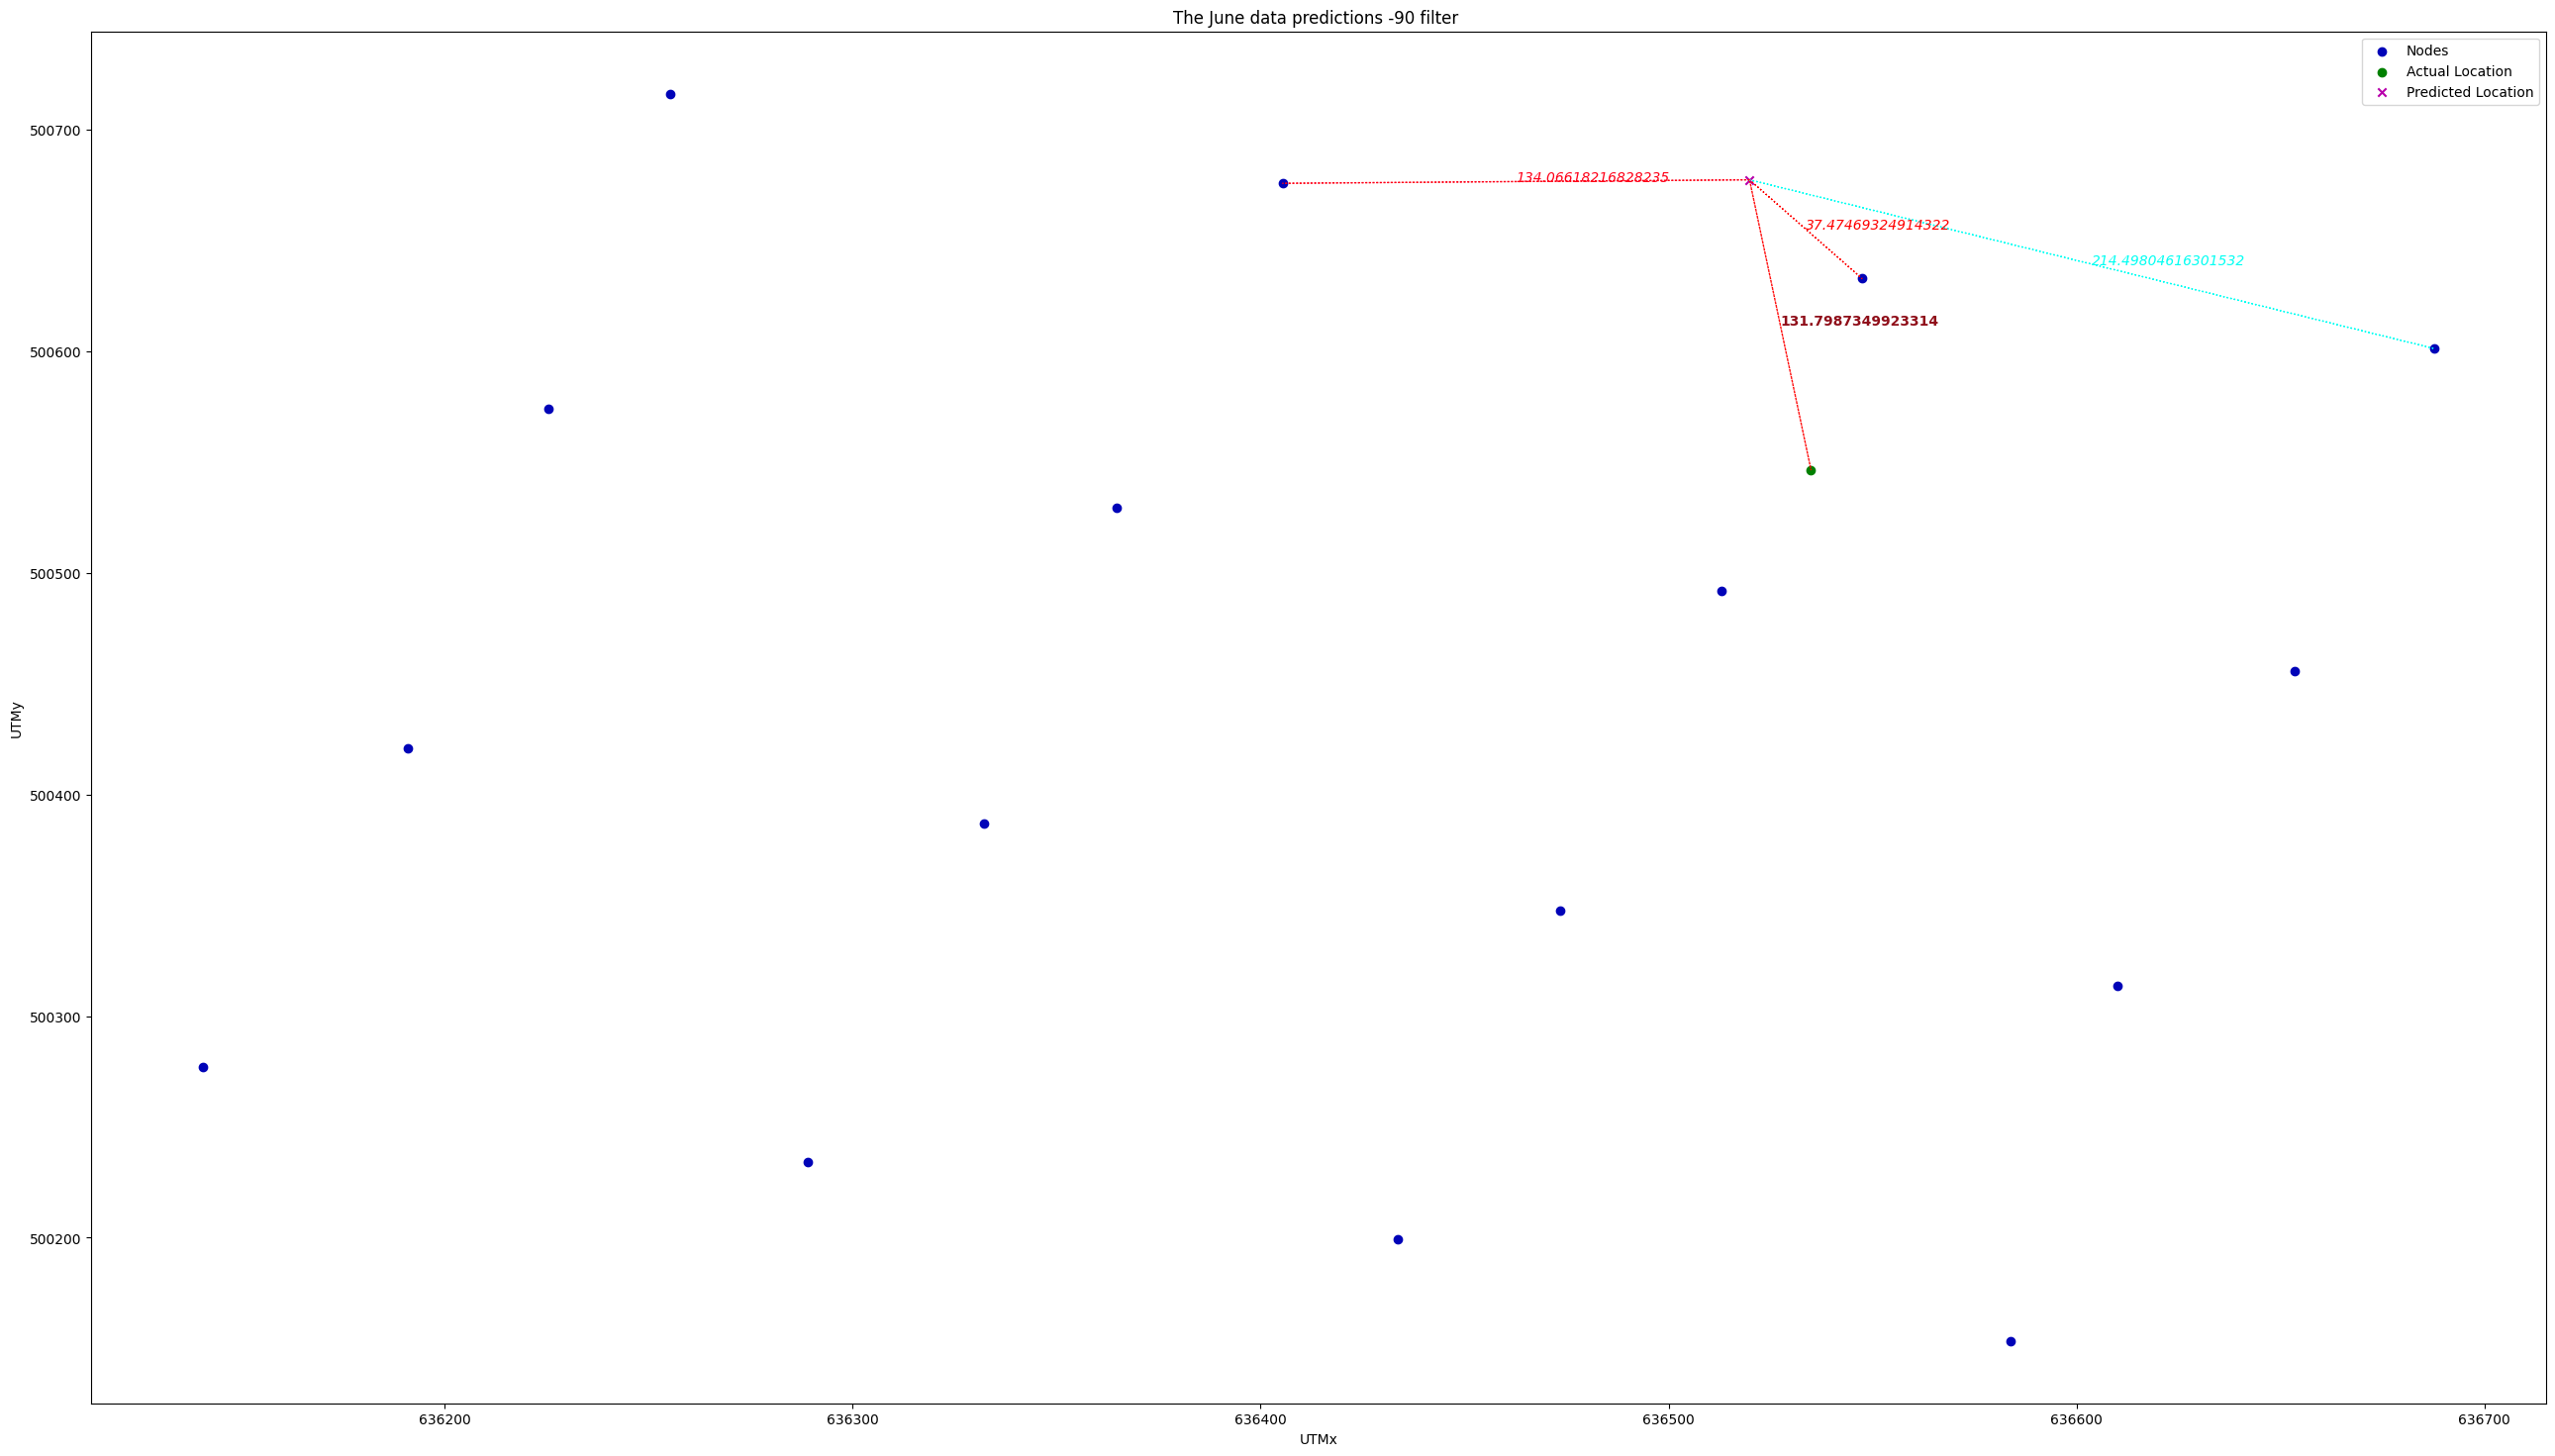 The June data predictions -90 filter
Nodes
Actual Location
Predicted Location
500700
500600
500500
500400
500300
500200
UTMy
134.06618216828235
37.47469324914322
214.49804616301532
131.7987349923314
636200
636300
636400
636500
636600
636700
UTMx